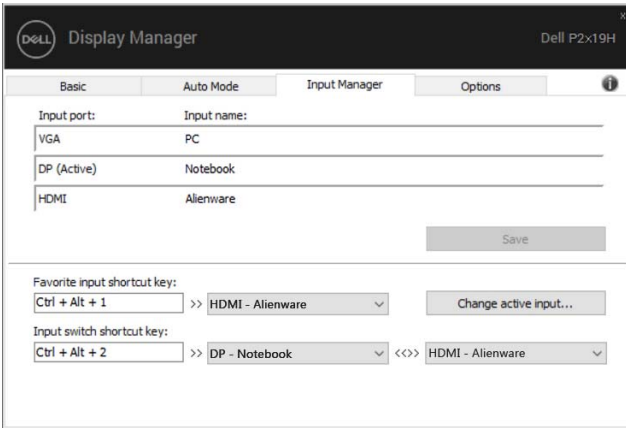 x
DELL Display Manager Dell P2x19H
Basic Auto Mode Input Manager Options i
Input port: Input name:
VGA PC
DP (Active) Notebook
HDMI Alienware
Save
Favorite input shortcut key:
Ctrl + Alt + 1 >> HDMI - Alienware Change active input...
Input switch shortcut key:
Ctrl + Alt + 2 >> DP - Notebook <<>> HDMI - Alienware